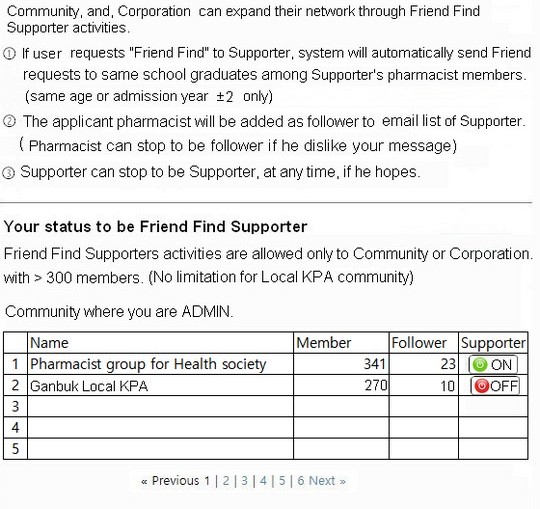 Community, and, Corporation can expand their network through Friend Find
Supporter activities.
① If user requests "Friend Find" to Supporter, system will automatically send Friend
requests to same school graduates among Supporter's pharmacist members.
(same age or admission year ±2 only)
② The applicant pharmacist will be added as follower to email list of Supporter.
( Pharmacist can stop to be follower if he dislike your message)
③ Supporter can stop to be Supporter, at any time, if he hopes.
Your status to be Friend Find Supporter
Friend Find Supporters activities are allowed only to Community or Corporation.
with > 300 members. (No limitation for Local KPA community)
Community where you are ADMIN.
Name Member Follower Supporter
1 Pharmacist group for Health society 341 23 ON
2 Ganbuk Local KPA 270 10 OFF
3
4
5
« Previous 1 | 2 | 3 | 4 | 5 | 6 Next »